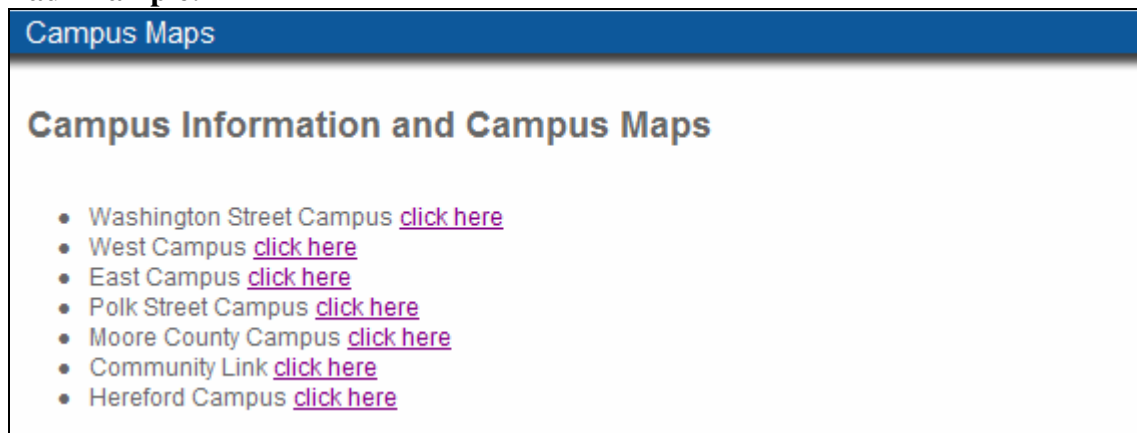 Campus Maps
Campus Information and Campus Maps
• Washington Street Campus click here
• West Campus click here
• East Campus click here
• Polk Street Campus click here
• Moore County Campus click here
• Community Link click here
• Hereford Campus click here